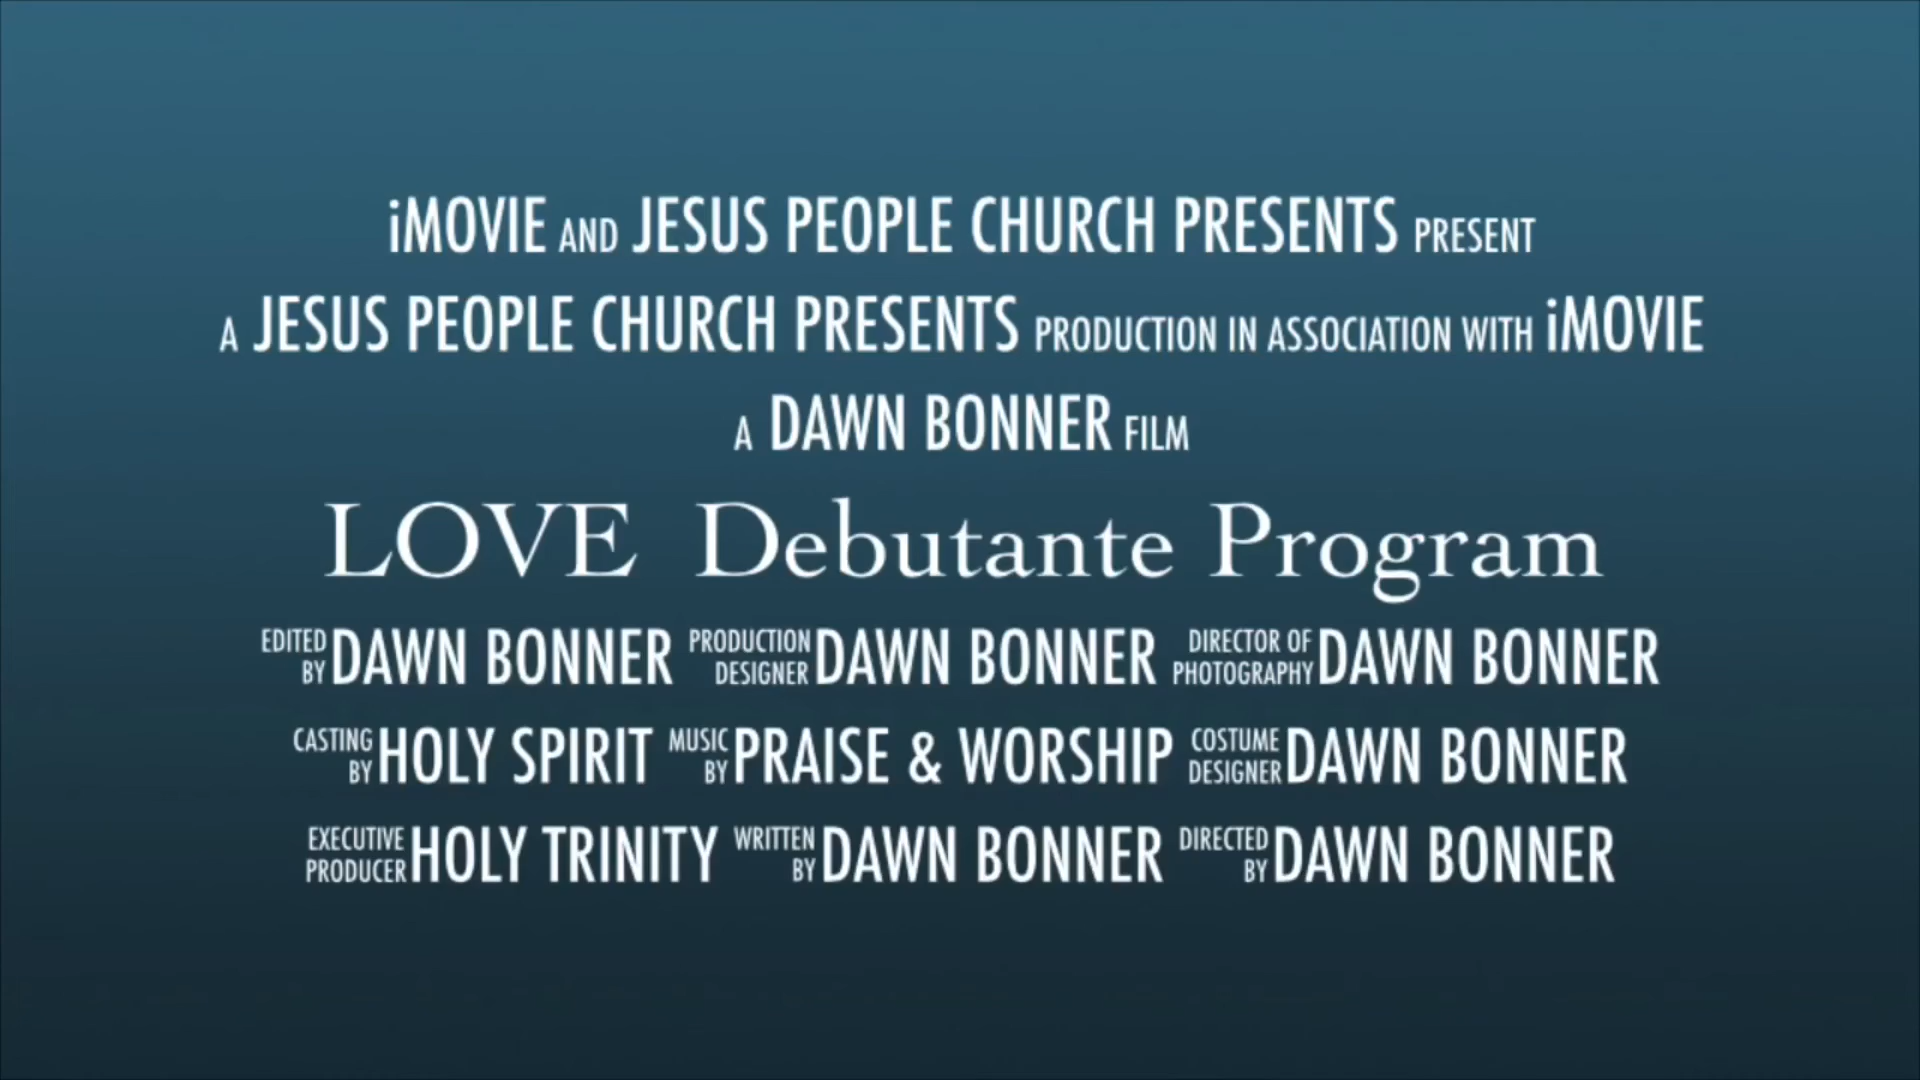 iMOVIE AND JESUS PEOPLE CHURCH PRESENTS PRESENT
A JESUS PEOPLE CHURCH PRESENTS PRODUCTION IN ASSOCIATION WITH iMOVIE
A DAWN BONNER FILM
LOVE Debutante Program
EDITED BY DAWN BONNER PRODUCTION DESIGNER DAWN BONNER DIRECTOR OF PHOTOGRAPHY DAWN BONNER
CASTING BY HOLY SPIRIT MUSIC BY PRAISE & WORSHIP COSTUME DESIGNER DAWN BONNER
EXECUTIVE PRODUCER HOLY TRINITY WRITTEN BY DAWN BONNER DIRECTED BY DAWN BONNER